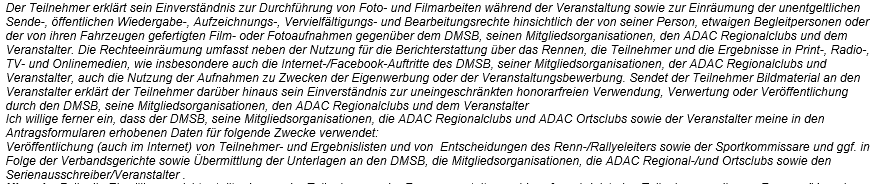 Der Teilnehmer erklärt sein Einverständnis zur Durchführung von Foto- und Filmarbeiten während der Veranstaltung sowie zur Einräumung der unentgeltlichen
Sende-, öffentlichen Wiedergabe-, Aufzeichnungs-, Vervielfältigungs- und Bearbeitungsrechte hinsichtlich der von seiner Person, etwaigen Begleitpersonen oder
der von ihren Fahrzeugen gefertigten Film- oder Fotoaufnahmen gegenüber dem DMSB, seinen Mitgliedsorganisationen, den ADAC Regionalclubs und dem
Veranstalter. Die Rechteeinräumung umfasst neben der Nutzung für die Berichterstattung über das Rennen, die Teilnehmer und die Ergebnisse in Print-, Radio-,
TV- und Onlinemedien, wie insbesondere auch die Internet-/Facebook-Auftritte des DMSB, seiner Mitgliedsorganisationen, der ADAC Regionalclubs und
Veranstalter, auch die Nutzung der Aufnahmen zu Zwecken der Eigenwerbung oder der Veranstaltungsbewerbung. Sendet der Teilnehmer Bildmaterial an den
Veranstalter erklärt der Teilnehmer darüber hinaus sein Einverständnis zur uneingeschränkten honorarfreien Verwendung, Verwertung oder Veröffentlichung
durch den DMSB, seine Mitgliedsorganisationen, den ADAC Regionalclubs und dem Veranstalter
Ich willige ferner ein, dass der DMSB, seine Mitgliedsorganisationen, die ADAC Regionalclubs und ADAC Ortsclubs sowie der Veranstalter meine in den
Antragsformularen erhobenen Daten für folgende Zwecke verwendet:
Veröffentlichung (auch im Internet) von Teilnehmer- und Ergebnislisten und von Entscheidungen des Renn-/Rallyeleiters sowie der Sportkommissare und ggf. in
Folge der Verbandsgerichte sowie Übermittlung der Unterlagen an den DMSB, die Mitgliedsorganisationen, die ADAC Regional-/und Ortsclubs sowie den
Serienausschreiber/Veranstalter .